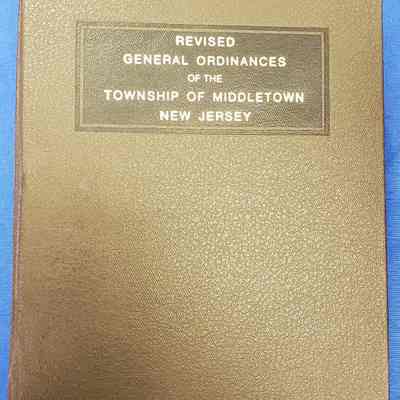 REVISED
GENERAL ORDINANCES
OF THE
TOWNSHIP OF MIDDLETOWN
NEW JERSEY